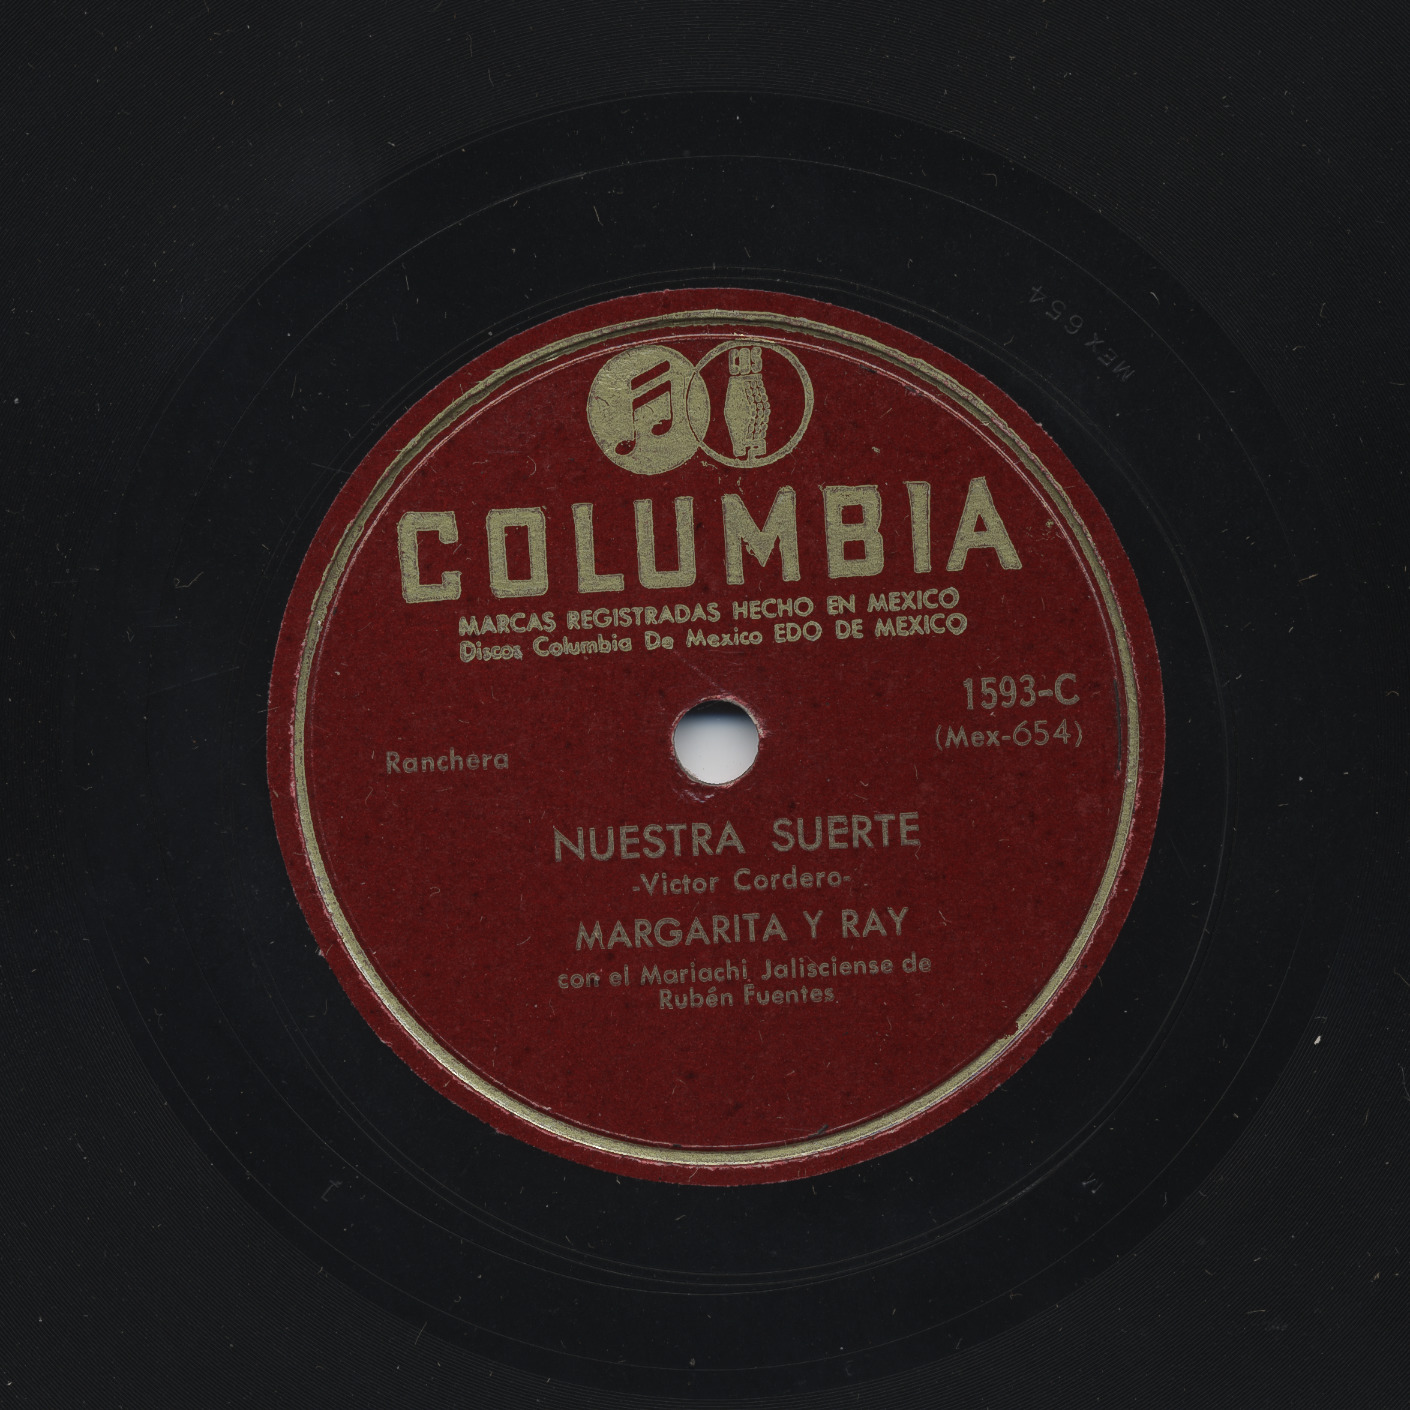 MEX 654
CBS
COLUMBIA
MARCAS REGISTRADAS HECHO EN MEXICO
Discos Columbia De Mexico EDO DE MEXICO
1593-C
(Mex-654)
Ranchera
NUESTRA SUERTE
-Victor Cordero-
MARGARITA Y RAY
con el Mariachi Jalisciense de
Rubén Fuentes